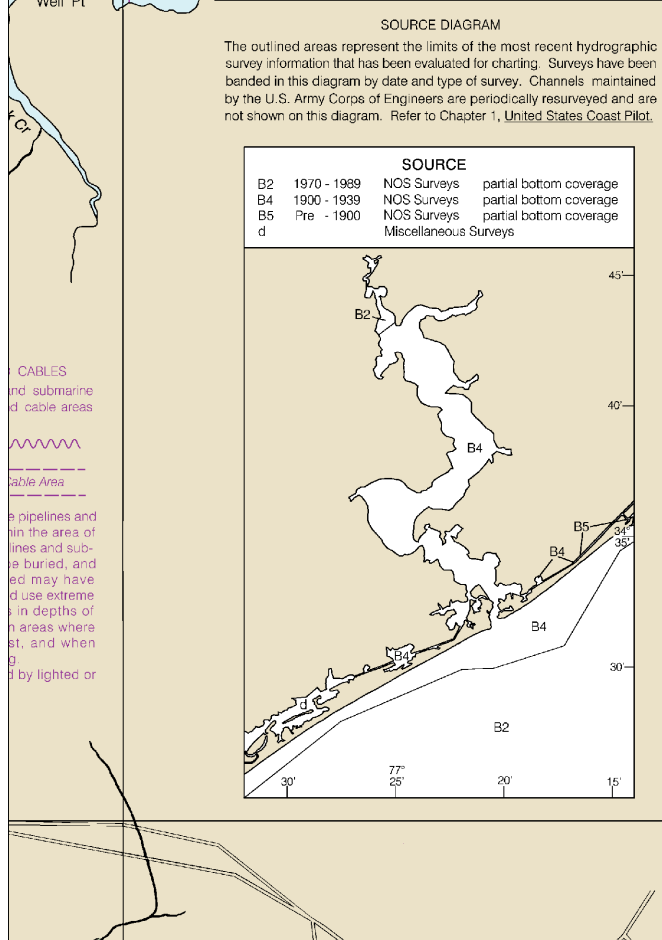 Well Pt
SOURCE DIAGRAM
The outlined areas represent the limits of the most recent hydrographic
survey information that has been evaluated for charting. Surveys have been
banded in this diagram by date and type of survey. Channels maintained
by the U.S. Army Corps of Engineers are periodically resurveyed and are
not shown on this diagram. Refer to Chapter 1, United States Coast Pilot.
Cr
SOURCE
B2 1970 - 1989 NOS Surveys partial bottom coverage
B4 1900 - 1939 NOS Surveys partial bottom coverage
B5 Pre - 1900 NOS Surveys partial bottom coverage
d Miscellaneous Surveys
45'
B2
40'
B4
B5
34°
35'
B4
B4
B4
30'
d
B2
30'
77°
25'
20'
15'
CABLES
and submarine
d cable areas
Cable Area
e pipelines and
hin the area of
lines and sub-
be buried, and
ed may have
d use extreme
s in depths of
n areas where
st, and when
g.
d by lighted or